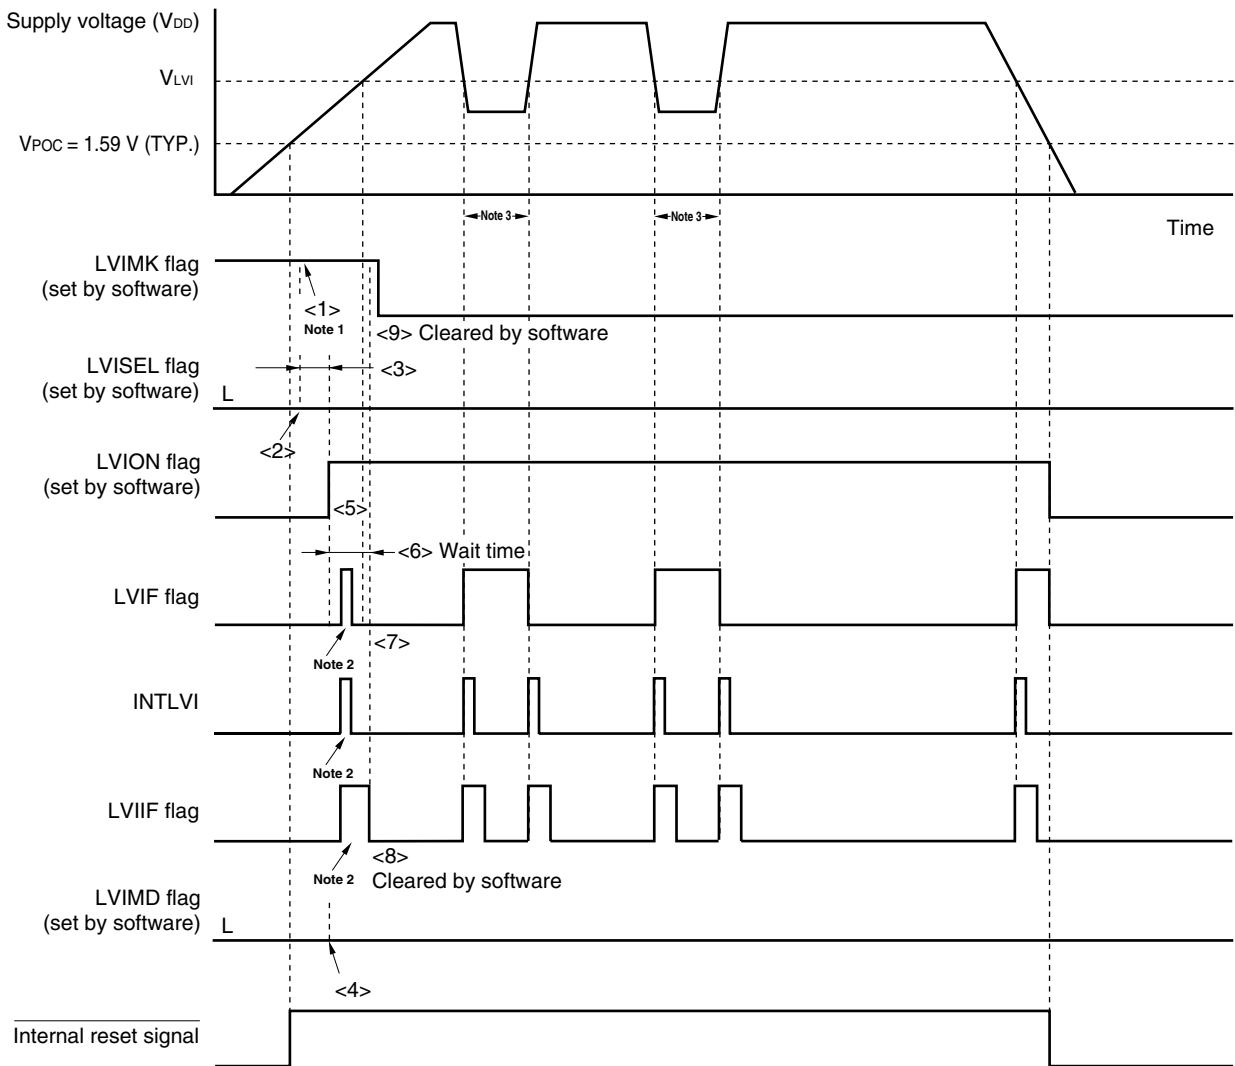 Supply voltage (VDD)
VLVI
VPOC = 1.59 V (TYP.)
Note 3
Note 3
Time
LVIMK flag
(set by software)
<1>
Note 1
<9> Cleared by software
LVISEL flag
(set by software)
L
<3>
<2>
LVION flag
(set by software)
<5>
<6> Wait time
LVIF flag
<7>
Note 2
INTLVI
Note 2
LVIIF flag
<8>
Note 2
Cleared by software
LVIMD flag
(set by software)
L
<4>
Internal reset signal